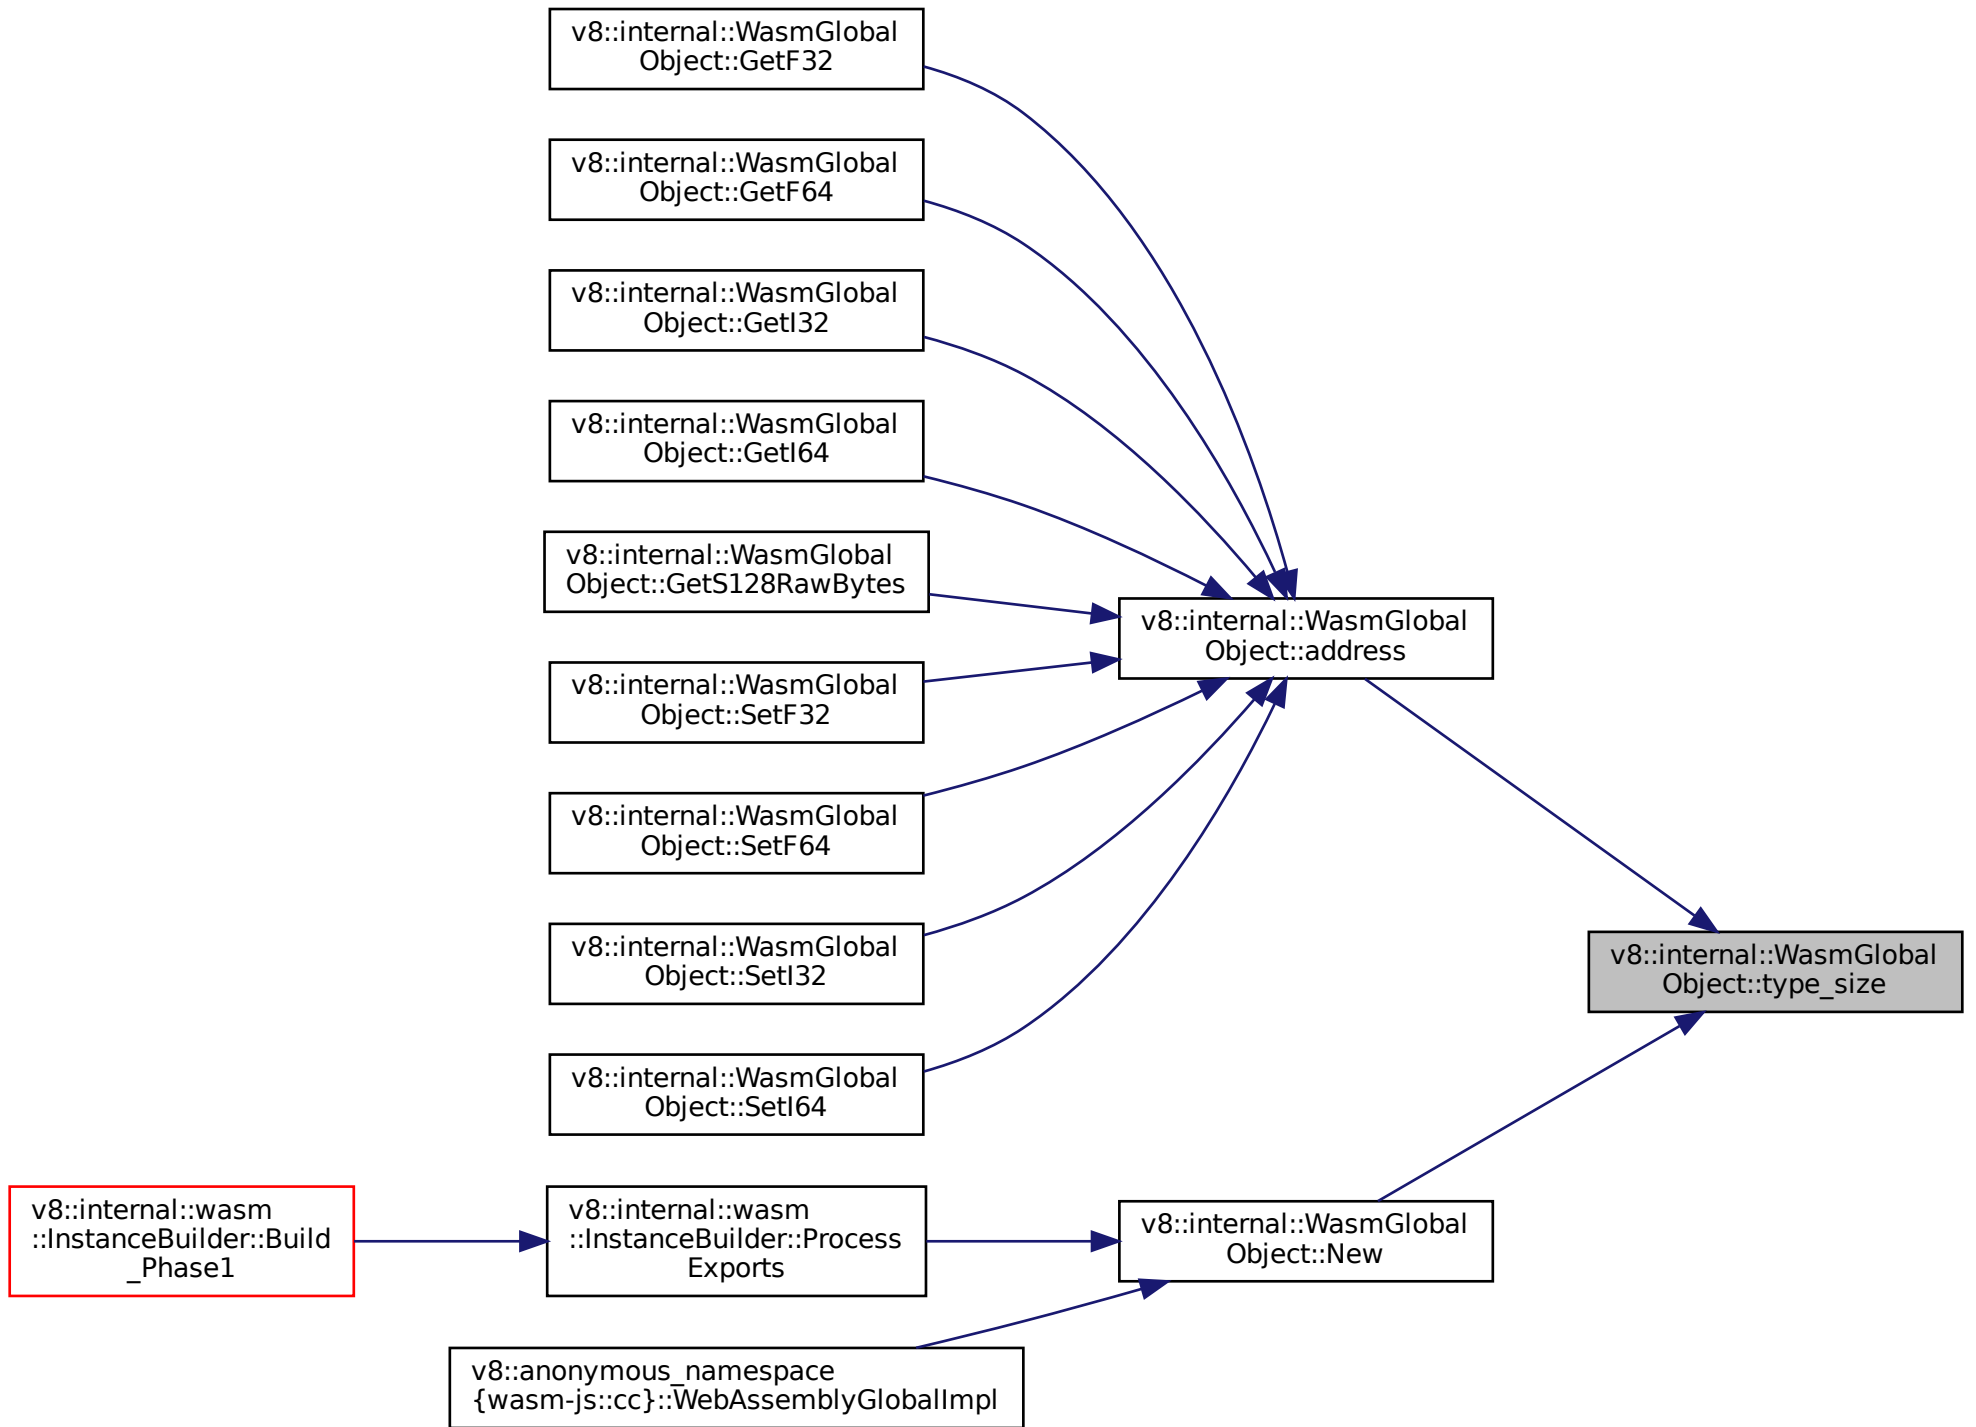 v8::internal::WasmGlobal
Object::GetF32
v8::internal::WasmGlobal
Object::GetF64
v8::internal::WasmGlobal
Object::GetI32
v8::internal::WasmGlobal
Object::GetI64
v8::internal::WasmGlobal
Object::GetS128RawBytes
v8::internal::WasmGlobal
Object::address
v8::internal::WasmGlobal
Object::SetF32
v8::internal::WasmGlobal
Object::SetF64
v8::internal::WasmGlobal
Object::SetI32
v8::internal::WasmGlobal
Object::type_size
v8::internal::WasmGlobal
Object::SetI64
v8::internal::wasm
::InstanceBuilder::Build
_Phase1
v8::internal::wasm
::InstanceBuilder::Process
Exports
v8::internal::WasmGlobal
Object::New
v8::anonymous_namespace
{wasm-js::cc}::WebAssemblyGlobalImpl